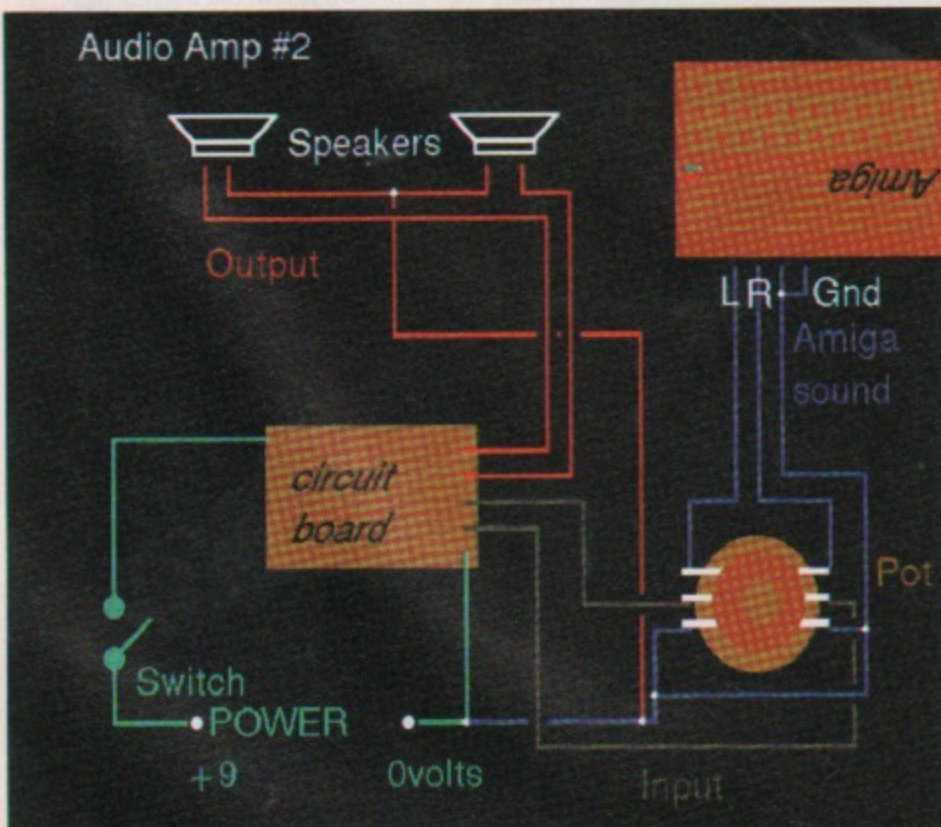 Audio Amp #2
Speakers
Amiga
Output
L R Gnd
Amiga
sound
circuit
board
Pot
Switch
POWER
+9
0volts
Input